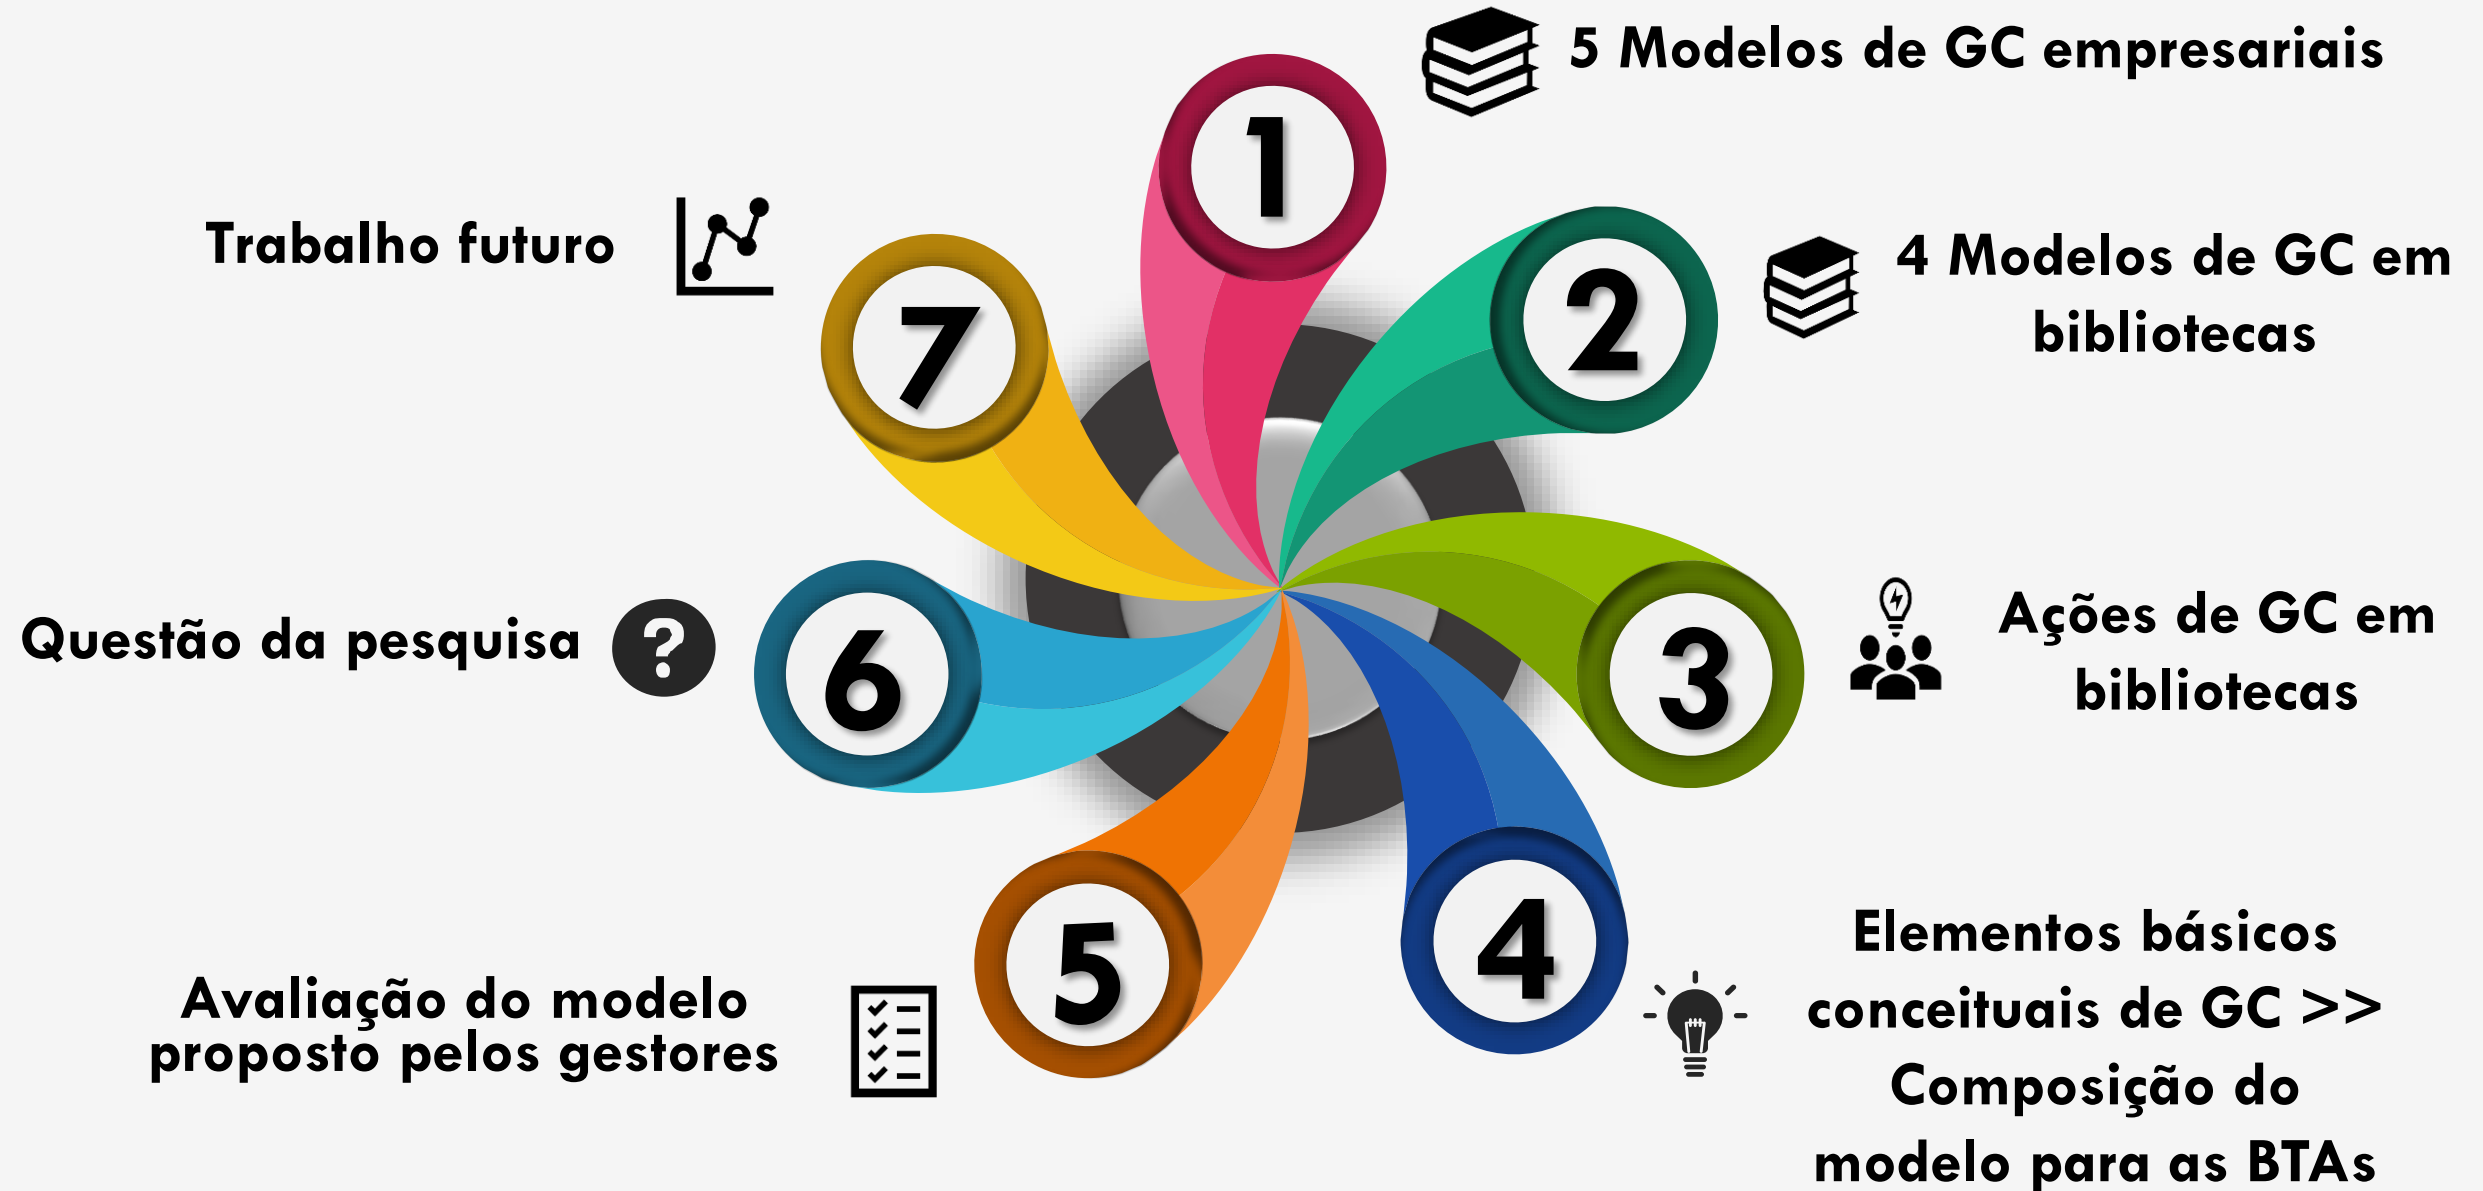 1
5 Modelos de GC empresariais
2
4 Modelos de GC em
bibliotecas
3
Ações de GC em
bibliotecas
4
Elementos básicos
conceituais de GC >>
Composição do
modelo para as BTAs
5
Avaliação do modelo
proposto pelos gestores
6
Questão da pesquisa
?
7
Trabalho futuro